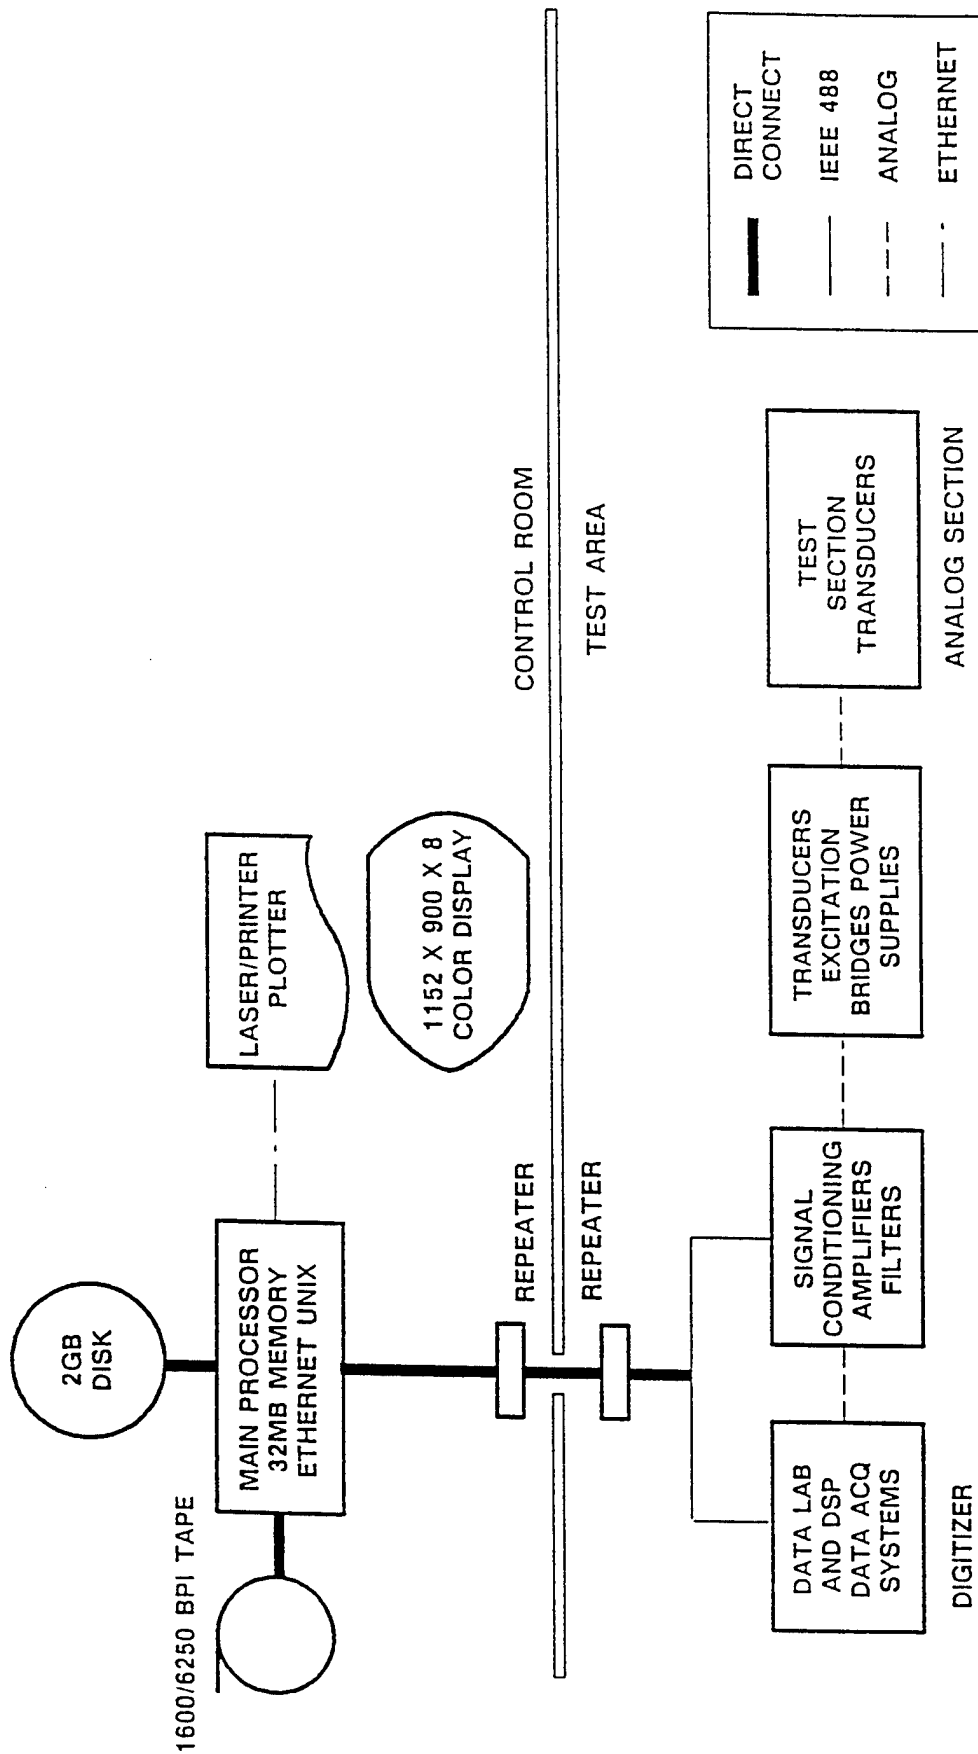 2GB
DISK
1600/6250 BPI TAPE
MAIN PROCESSOR
32MB MEMORY
ETHERNET UNIX
LASER/PRINTER
PLOTTER
1152 X 900 X 8
COLOR DISPLAY
REPEATER
CONTROL ROOM
REPEATER
TEST AREA
DATA LAB
AND DSP
DATA ACQ
SYSTEMS
DIGITIZER
SIGNAL
CONDITIONING
AMPLIFIERS
FILTERS
TRANSDUCERS
EXCITATION
BRIDGES POWER
SUPPLIES
TEST
SECTION
TRANSDUCERS
ANALOG SECTION
DIRECT
CONNECT
IEEE 488
ANALOG
ETHERNET